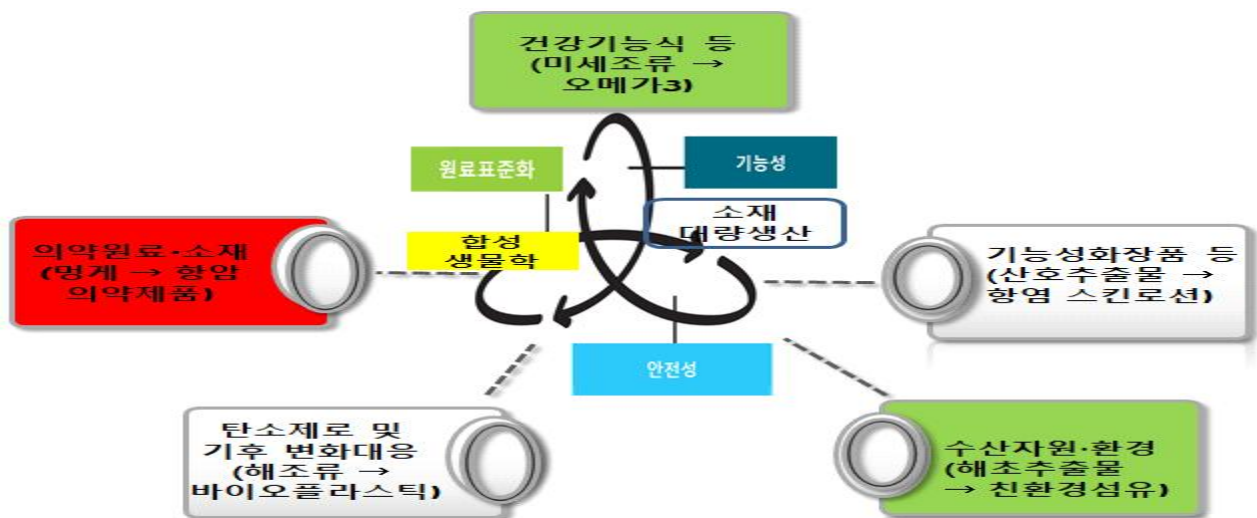 건강기능식 등
(미세조류 →
오메가3)
원료표준화
기능성
소재
대량생산
합성
생물학
의약원료·소재
(멍게 → 항암
의약제품)
기능성화장품 등
(산호추출물 →
항염 스킨로션)
안전성
탄소제로 및
기후 변화대응
(해조류 →
바이오플라스틱)
수산자원·환경
(해초추출물
→ 친환경섬유)